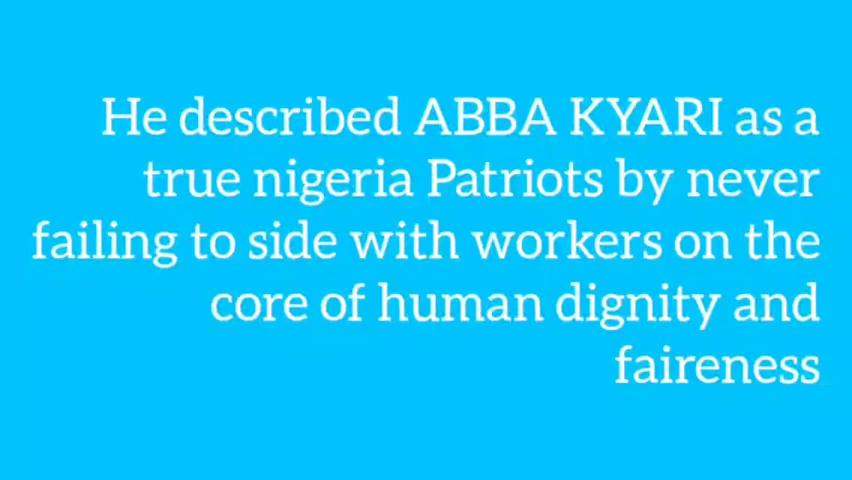 He described ABBA KYARI as a
true nigeria Patriots by never
failing to side with workers on the
core of human dignity and
faireness